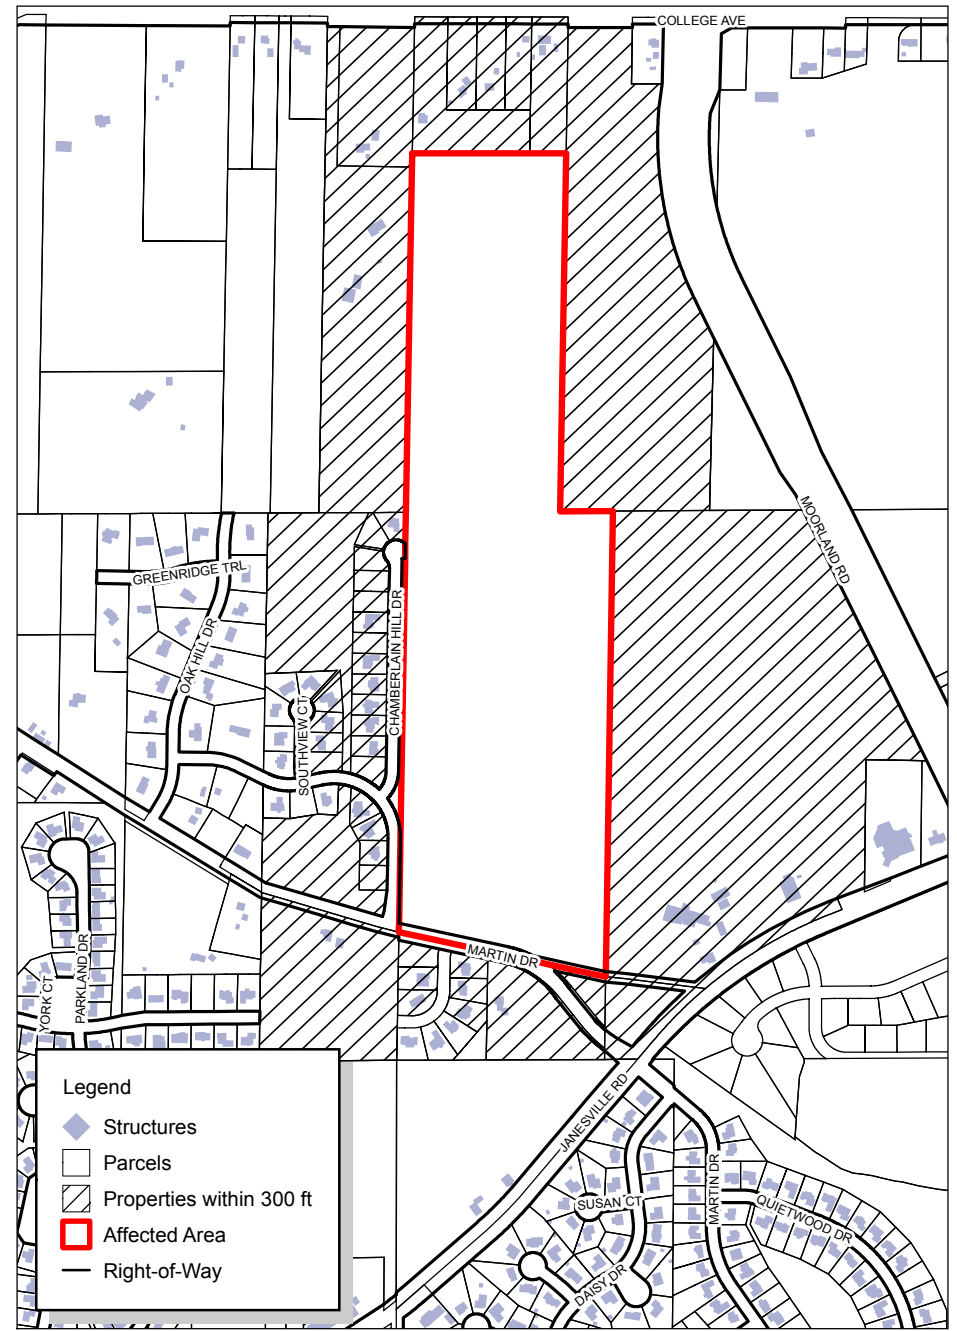 COLLEGE AVE
MOORLAND RD
GREENRIDGE TRL
OAK HILL DR
CHAMBERLAIN HILL DR
SOUTHVIEW CT
MARTIN DR
PARKLAND DR
YORK CT
JANESVILLE RD
SUSAN CT
MARTIN DR
QUIETWOOD DR
DAISY DR
Legend
Structures
Parcels
Properties within 300 ft
Affected Area
Right-of-Way